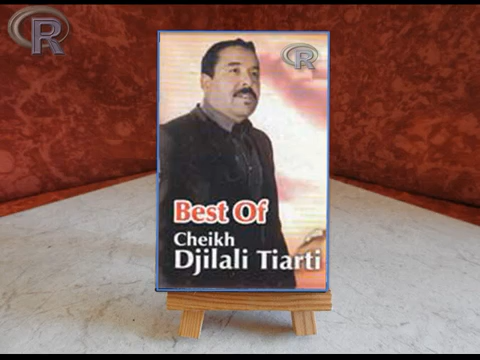 R
R
Best Of
Cheikh
Djilali Tiarti